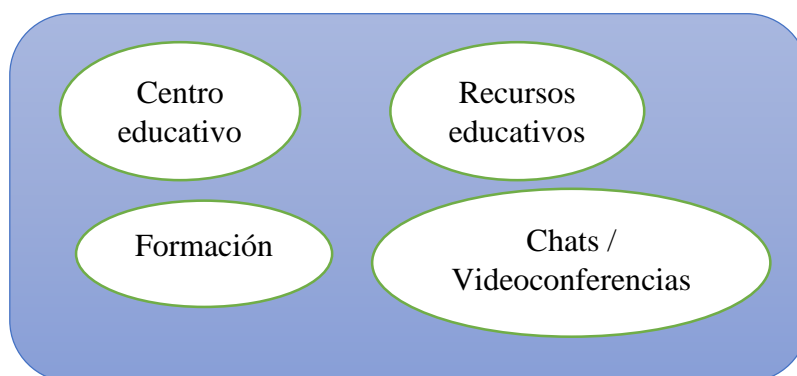 Centro
educativo
Recursos
educativos
Formación
Chats /
Videoconferencias